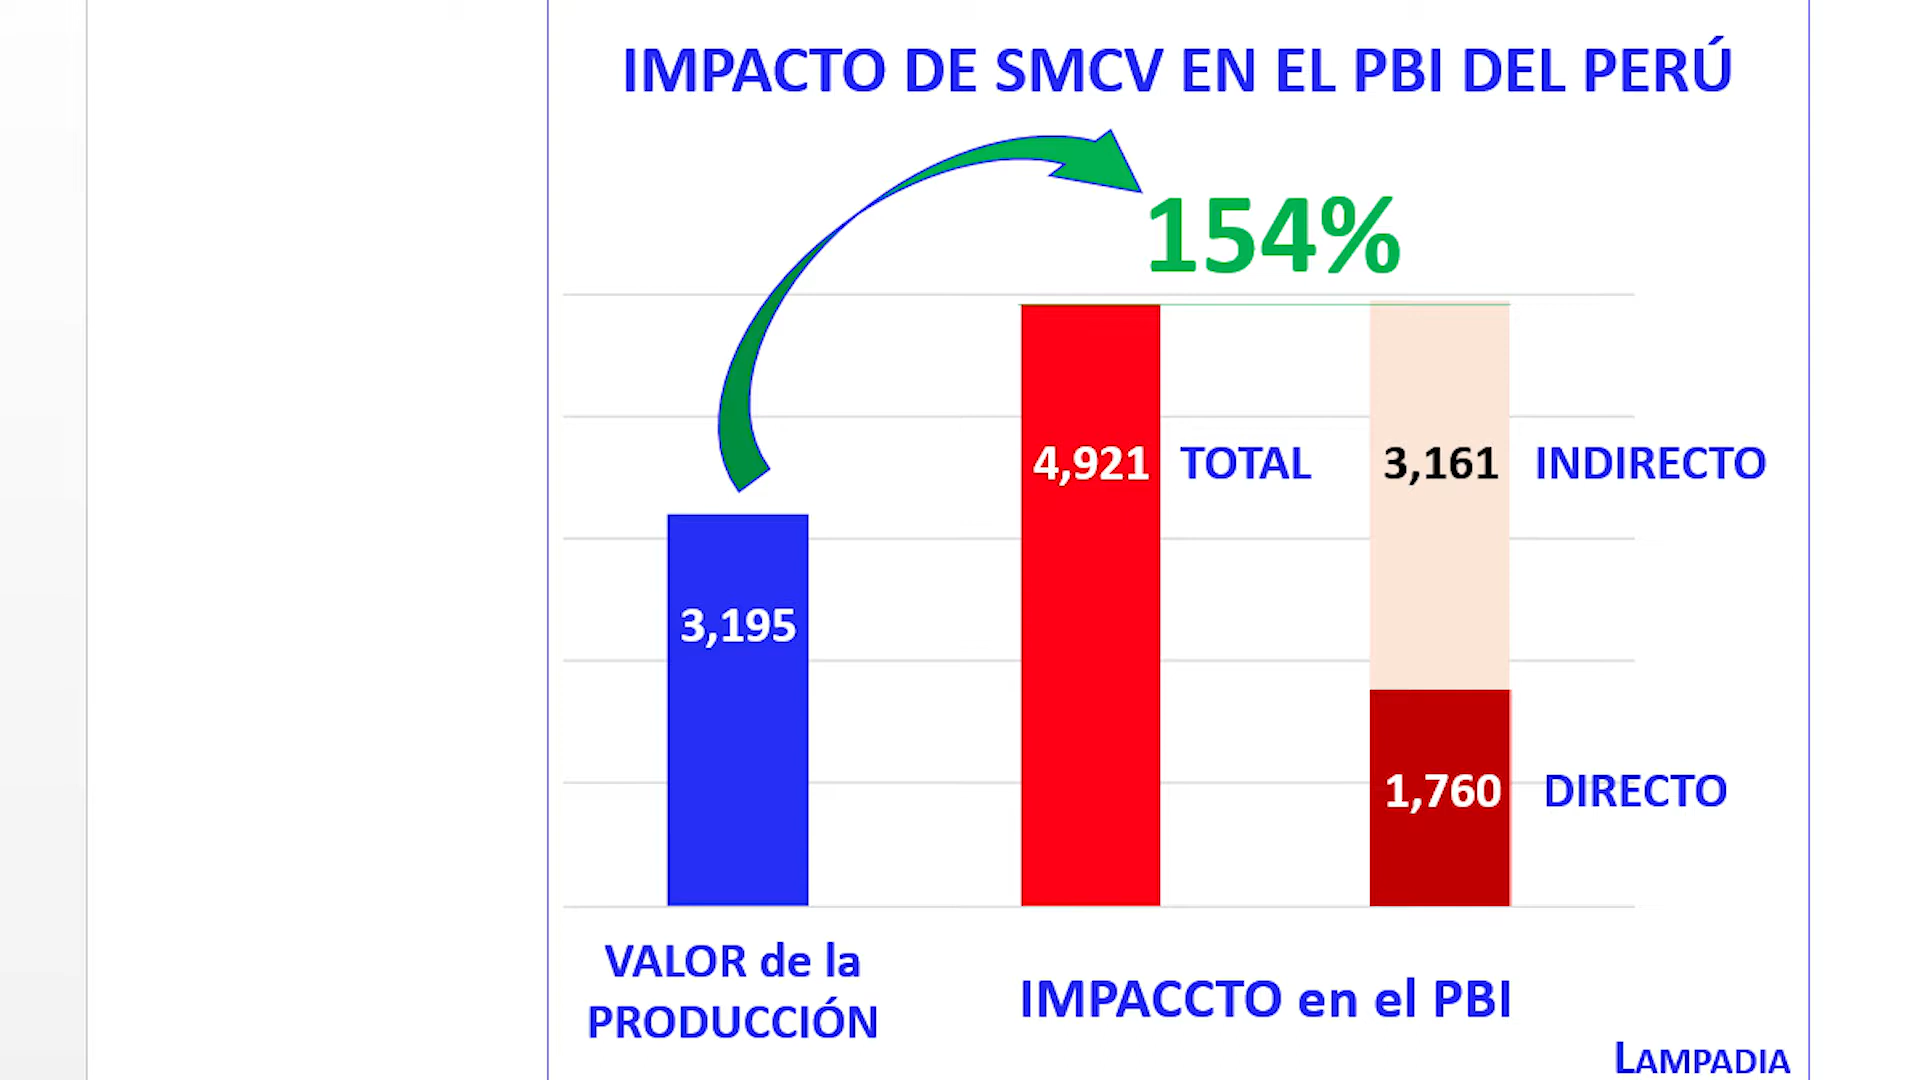 IMPACTO DE SMCV EN EL PBI DEL PERÚ
154%
4,921 TOTAL
3,161 INDIRECTO
3,195
1,760 DIRECTO
VALOR de la
PRODUCCIÓN
IMPACCTO en el PBI
LAMPADIA